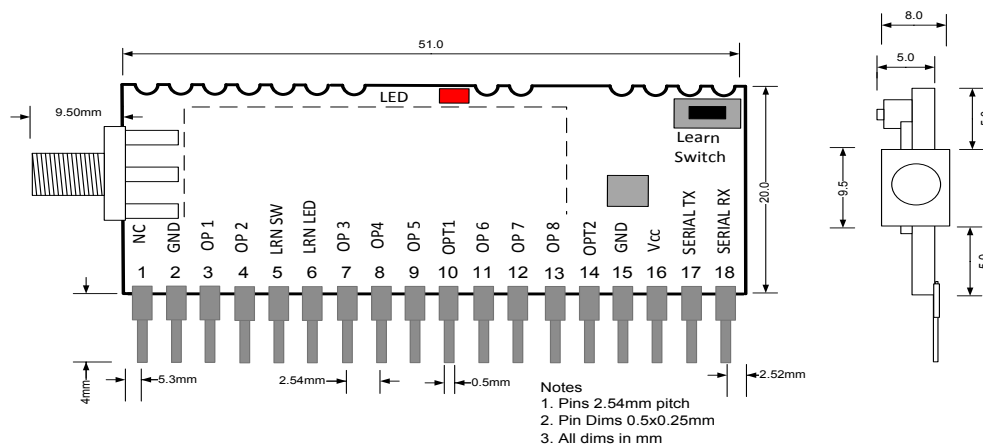 51.0
8.0
5.0
LED
9.50mm
Learn
Switch
5.0
9.5
20.0
NC
GND
OP 1
OP 2
LRN SW
LRN LED
OP 3
OP4
OP 5
OPT1
OP 6
OP 7
OP 8
OPT2
GND
Vcc
SERIAL TX
SERIAL RX
1 2 3 4 5 6 7 8 9 10 11 12 13 14 15 16 17 18
5.0
4mm
5.3mm
2.54mm
0.5mm
2.52mm
Notes
1. Pins 2.54mm pitch
2. Pin Dims 0.5x0.25mm
3. All dims in mm